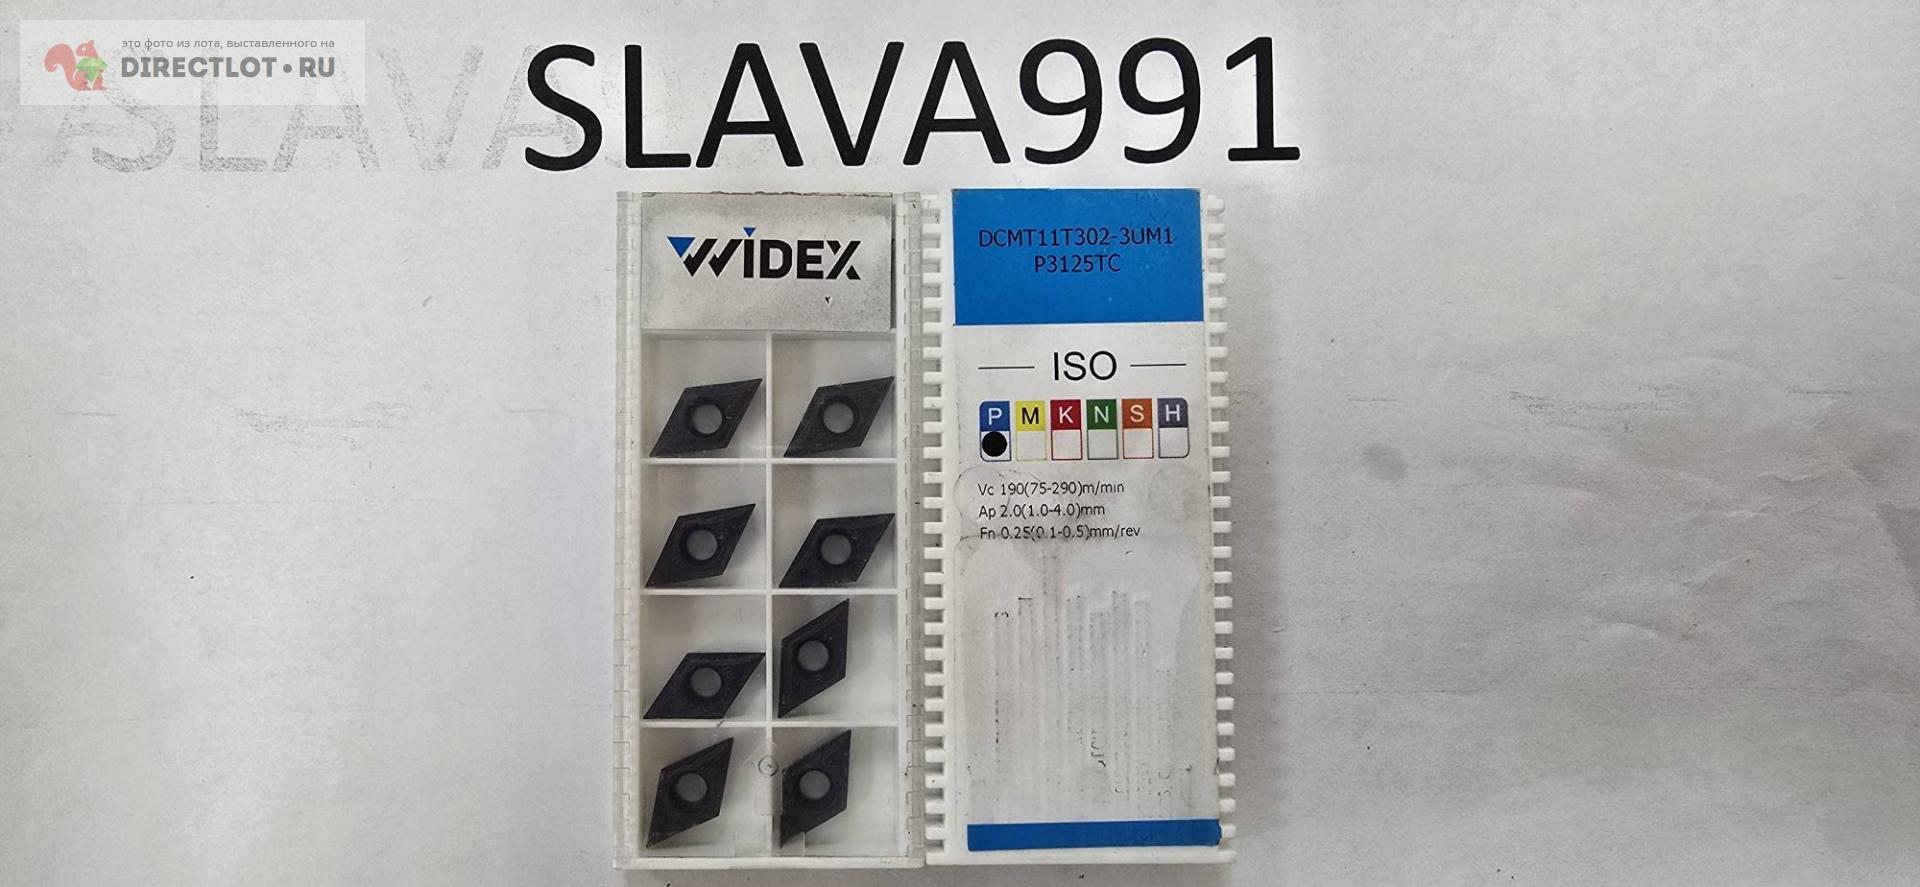 это фото из лота, выставленного на
DIRECTLOT•RU
SLAVA
SLAVA991
WIDEX
DCMT11T302-3UM1
P3125TC
ISO
P M K N S H
Vc 190(75-290)m/min
Ap 2.0(1.0-4.0)mm
Fn 0.25(0.1-0.5)mm/rev